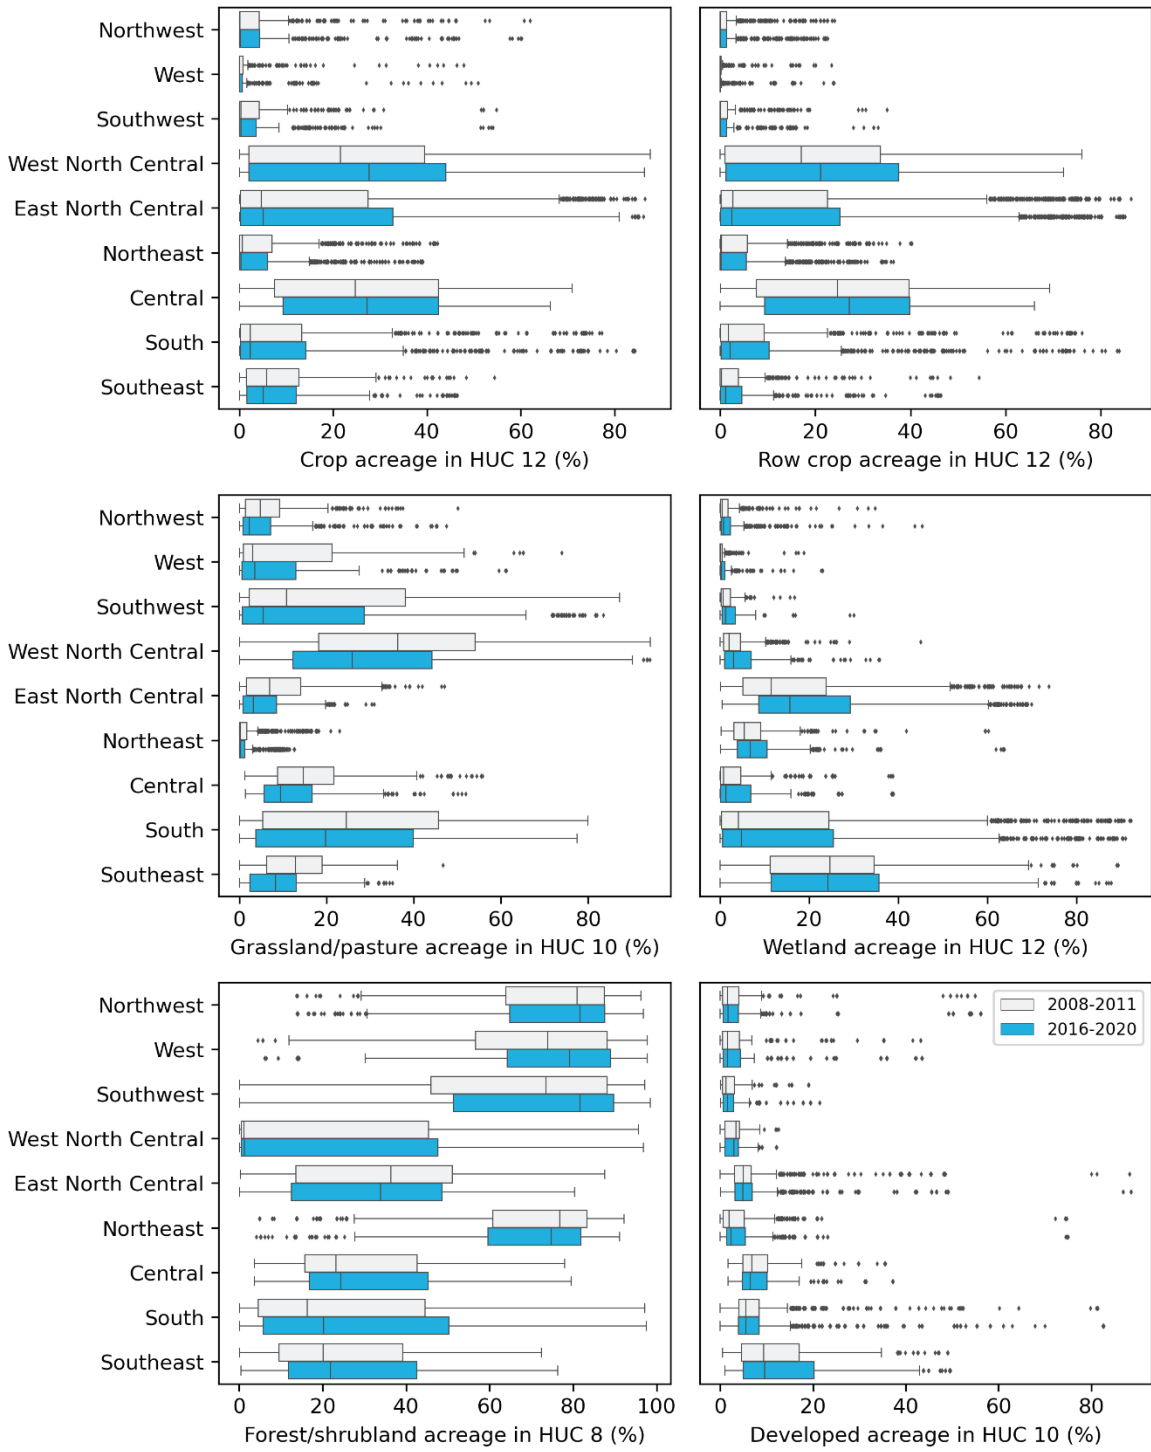 Northwest
West
Southwest
West North Central
East North Central
Northeast
Central
South
Southeast
0 20 40 60 80
Crop acreage in HUC 12 (%)
0 20 40 60 80
Row crop acreage in HUC 12 (%)
Northwest
West
Southwest
West North Central
East North Central
Northeast
Central
South
Southeast
0 20 40 60 80
Grassland/pasture acreage in HUC 10 (%)
0 20 40 60 80
Wetland acreage in HUC 12 (%)
Northwest
West
Southwest
West North Central
East North Central
Northeast
Central
South
Southeast
0 20 40 60 80 100
Forest/shrubland acreage in HUC 8 (%)
2008-2011
2016-2020
0 20 40 60 80
Developed acreage in HUC 10 (%)